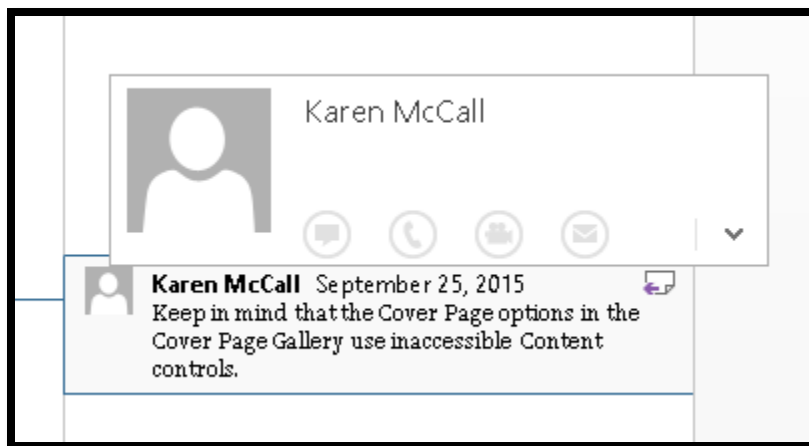 Karen McCall
Karen McCall September 25, 2015
Keep in mind that the Cover Page options in the
Cover Page Gallery use inaccessible Content
controls.